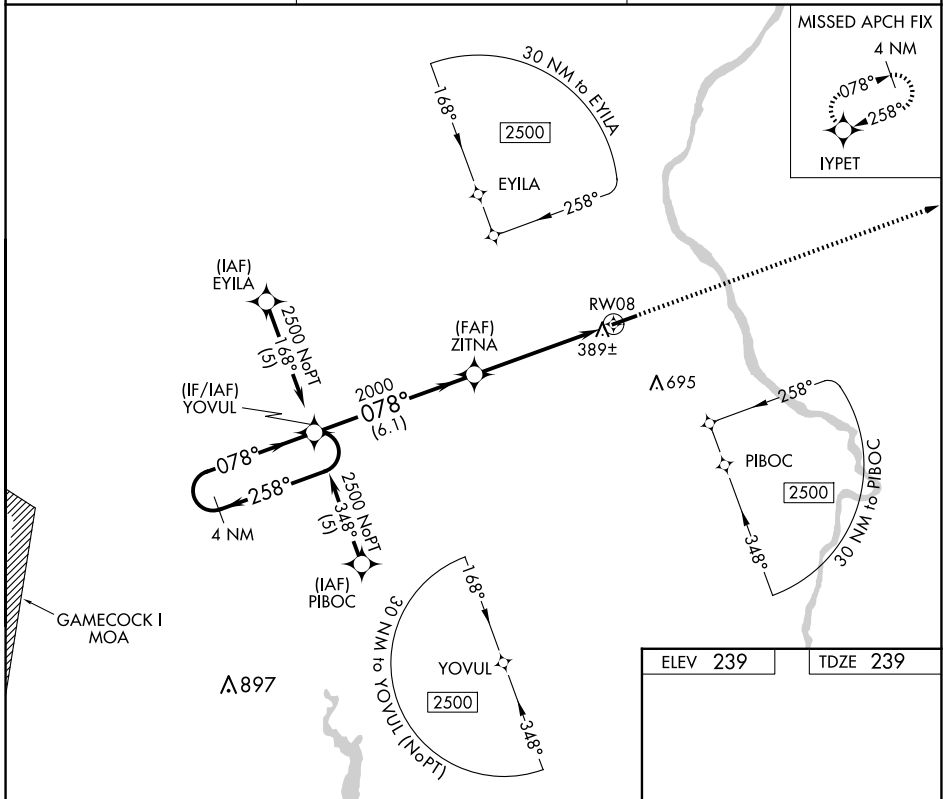 MISSED APCH FIX
4 NM
078°
258°
IYPET
30 NM to EYILA
168°
2500
EYILA
258°
(IAF)
EYILA
2500 NoPT
168°
(5)
(IF/IAF)
YOVUL
2000
078°
(6.1)
(FAF)
ZITNA
RW08
389±
695
258°
PIBOC
2500
348°
30 NM to PIBOC
078°
258°
4 NM
2500 NoPT
348°
(5)
(IAF)
PIBOC
GAMECOCK I
MOA
897
168°
30 NM to YOVUL (NoPT)
YOVUL
2500
348°
ELEV 239
TDZE 239